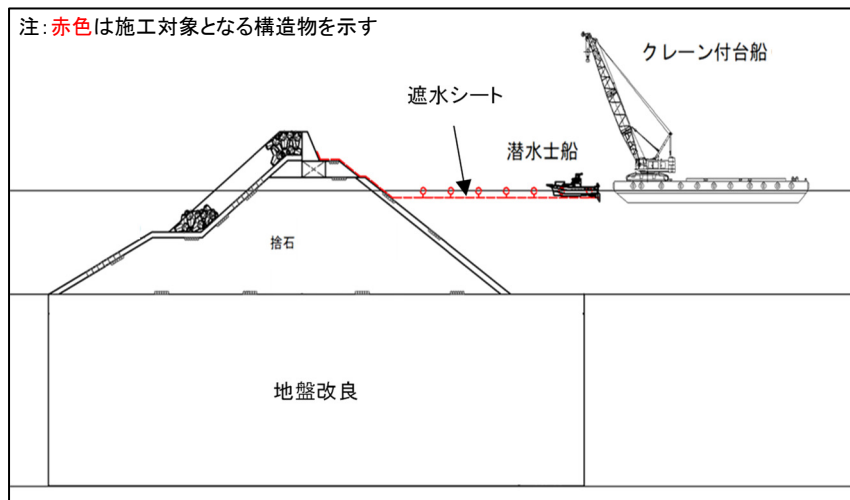 注:赤色は施工対象となる構造物を示す
クレーン付台船
遮水シート
潜水士船
捨石
地盤改良